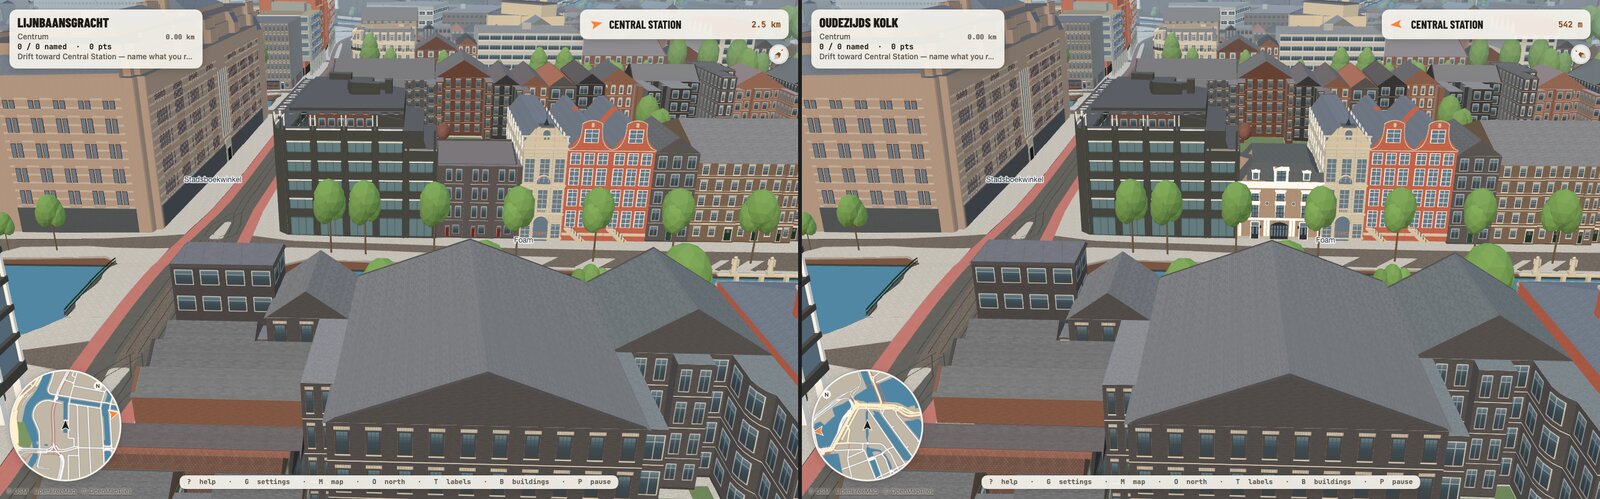 LIJNBAANSGRACHT
Centrum 0.00 km
0 / 0 named · 0 pts
Drift toward Central Station — name what you r…
CENTRAL STATION 2.5 km
Stadsboekwinkel
Foam
N
? help · G settings · M map · O north · T labels · B buildings · P pause
OUDEZIJDS KOLK
Centrum 0.00 km
0 / 0 named · 0 pts
Drift toward Central Station — name what you r…
CENTRAL STATION 542 m
Stadsboekwinkel
Foam
N
? help · G settings · M map · O north · T labels · B buildings · P pause